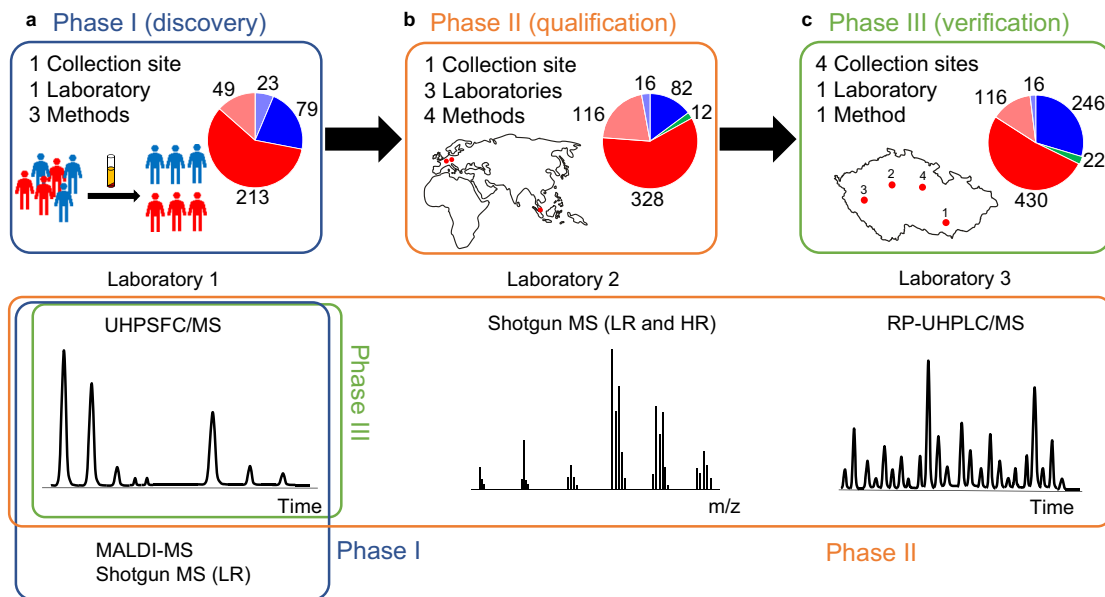 a Phase I (discovery)
1 Collection site
1 Laboratory
3 Methods
49
23
79
213
b Phase II (qualification)
1 Collection site
3 Laboratories
4 Methods
16
82
116
12
328
c Phase III (verification)
4 Collection sites
1 Laboratory
1 Method
16
116
246
22
430
2
4
3
1
Laboratory 1
Laboratory 2
Laboratory 3
UHPSFC/MS
Time
Phase III
Shotgun MS (LR and HR)
m/z
RP-UHPLC/MS
Time
MALDI-MS
Shotgun MS (LR)
Phase I
Phase II